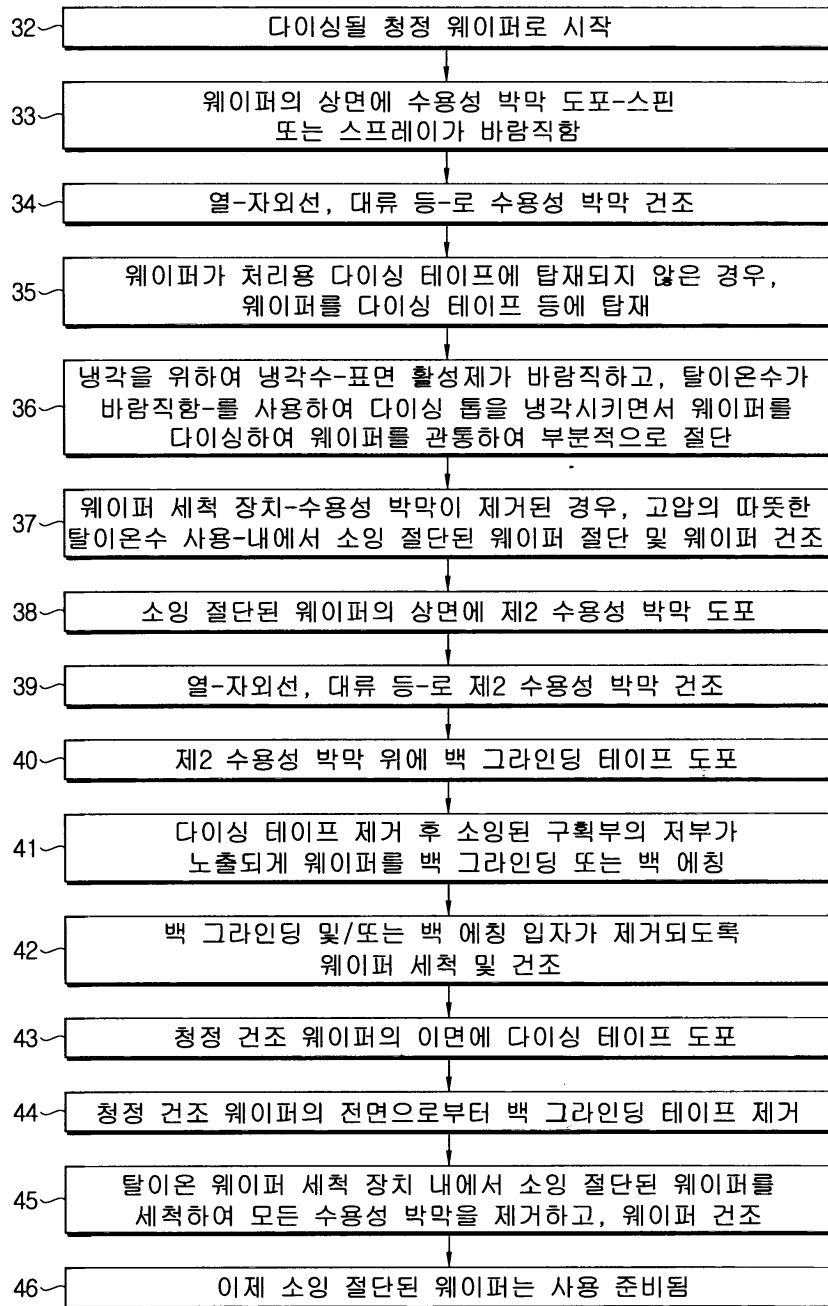 32 다이싱될 청정 웨이퍼로 시작
33 웨이퍼의 상면에 수용성 박막 도포-스핀
또는 스프레이가 바람직함
34 열-자외선, 대류 등-로 수용성 박막 건조
35 웨이퍼가 처리용 다이싱 테이프에 탑재되지 않은 경우,
웨이퍼를 다이싱 테이프 등에 탑재
냉각을 위하여 냉각수-표면 활성제가 바람직하고, 탈이온수가
36 바람직함-를 사용하여 다이싱 톱을 냉각시키면서 웨이퍼를
다이싱하여 웨이퍼를 관통하여 부분적으로 절단
37 웨이퍼 세척 장치-수용성 박막이 제거된 경우, 고압의 따뜻한
탈이온수 사용-내에서 소잉 절단된 웨이퍼 절단 및 웨이퍼 건조
38 소잉 절단된 웨이퍼의 상면에 제2 수용성 박막 도포
39 열-자외선, 대류 등-로 제2 수용성 박막 건조
40 제2 수용성 박막 위에 백 그라인딩 테이프 도포
41 다이싱 테이프 제거 후 소잉된 구획부의 저부가
노출되게 웨이퍼를 백 그라인딩 또는 백 에칭
42 백 그라인딩 및/또는 백 에칭 입자가 제거되도록
웨이퍼 세척 및 건조
43 청정 건조 웨이퍼의 이면에 다이싱 테이프 도포
44 청정 건조 웨이퍼의 전면으로부터 백 그라인딩 테이프 제거
45 탈이온 웨이퍼 세척 장치 내에서 소잉 절단된 웨이퍼를
세척하여 모든 수용성 박막을 제거하고, 웨이퍼 건조
46 이제 소잉 절단된 웨이퍼는 사용 준비됨